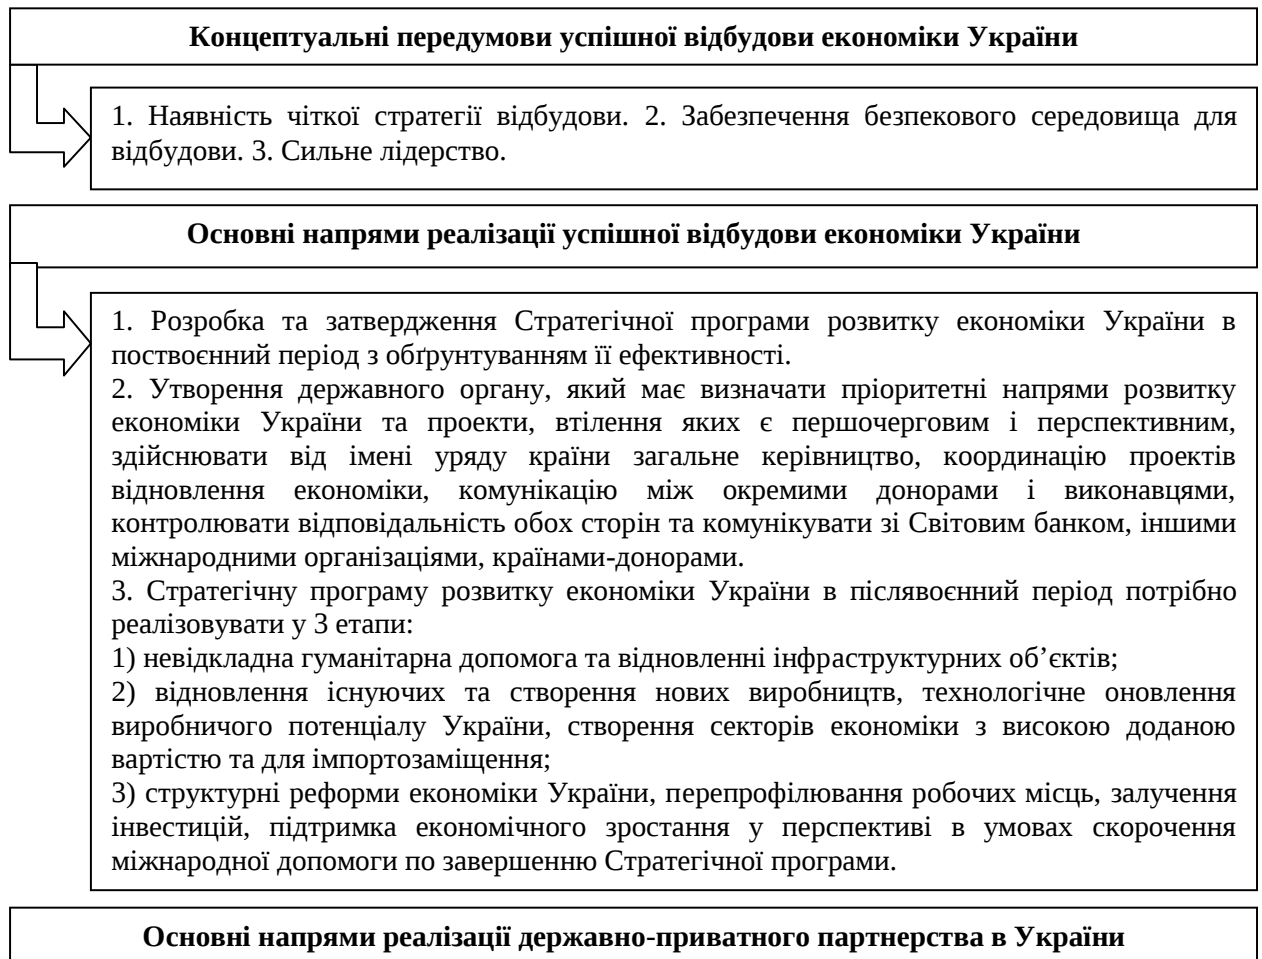 Концептуальні передумови успішної відбудови економіки України
1. Наявність чіткої стратегії відбудови. 2. Забезпечення безпекового середовища для
відбудови. 3. Сильне лідерство.
Основні напрями реалізації успішної відбудови економіки України
1. Розробка та затвердження Стратегічної програми розвитку економіки України в
поствоєнний період з обґрунтуванням її ефективності.
2. Утворення державного органу, який має визначати пріоритетні напрями розвитку
економіки України та проекти, втілення яких є першочерговим і перспективним,
здійснювати від імені уряду країни загальне керівництво, координацію проектів
відновлення економіки, комунікацію між окремими донорами і виконавцями,
контролювати відповідальність обох сторін та комунікувати зі Світовим банком, іншими
міжнародними організаціями, країнами-донорами.
3. Стратегічну програму розвитку економіки України в післявоєнний період потрібно
реалізовувати у 3 етапи:
1) невідкладна гуманітарна допомога та відновленні інфраструктурних об’єктів;
2) відновлення існуючих та створення нових виробництв, технологічне оновлення
виробничого потенціалу України, створення секторів економіки з високою доданою
вартістю та для імпортозаміщення;
3) структурні реформи економіки України, перепрофілювання робочих місць, залучення
інвестицій, підтримка економічного зростання у перспективі в умовах скорочення
міжнародної допомоги по завершенню Стратегічної програми.
Основні напрями реалізації державно-приватного партнерства в Україні